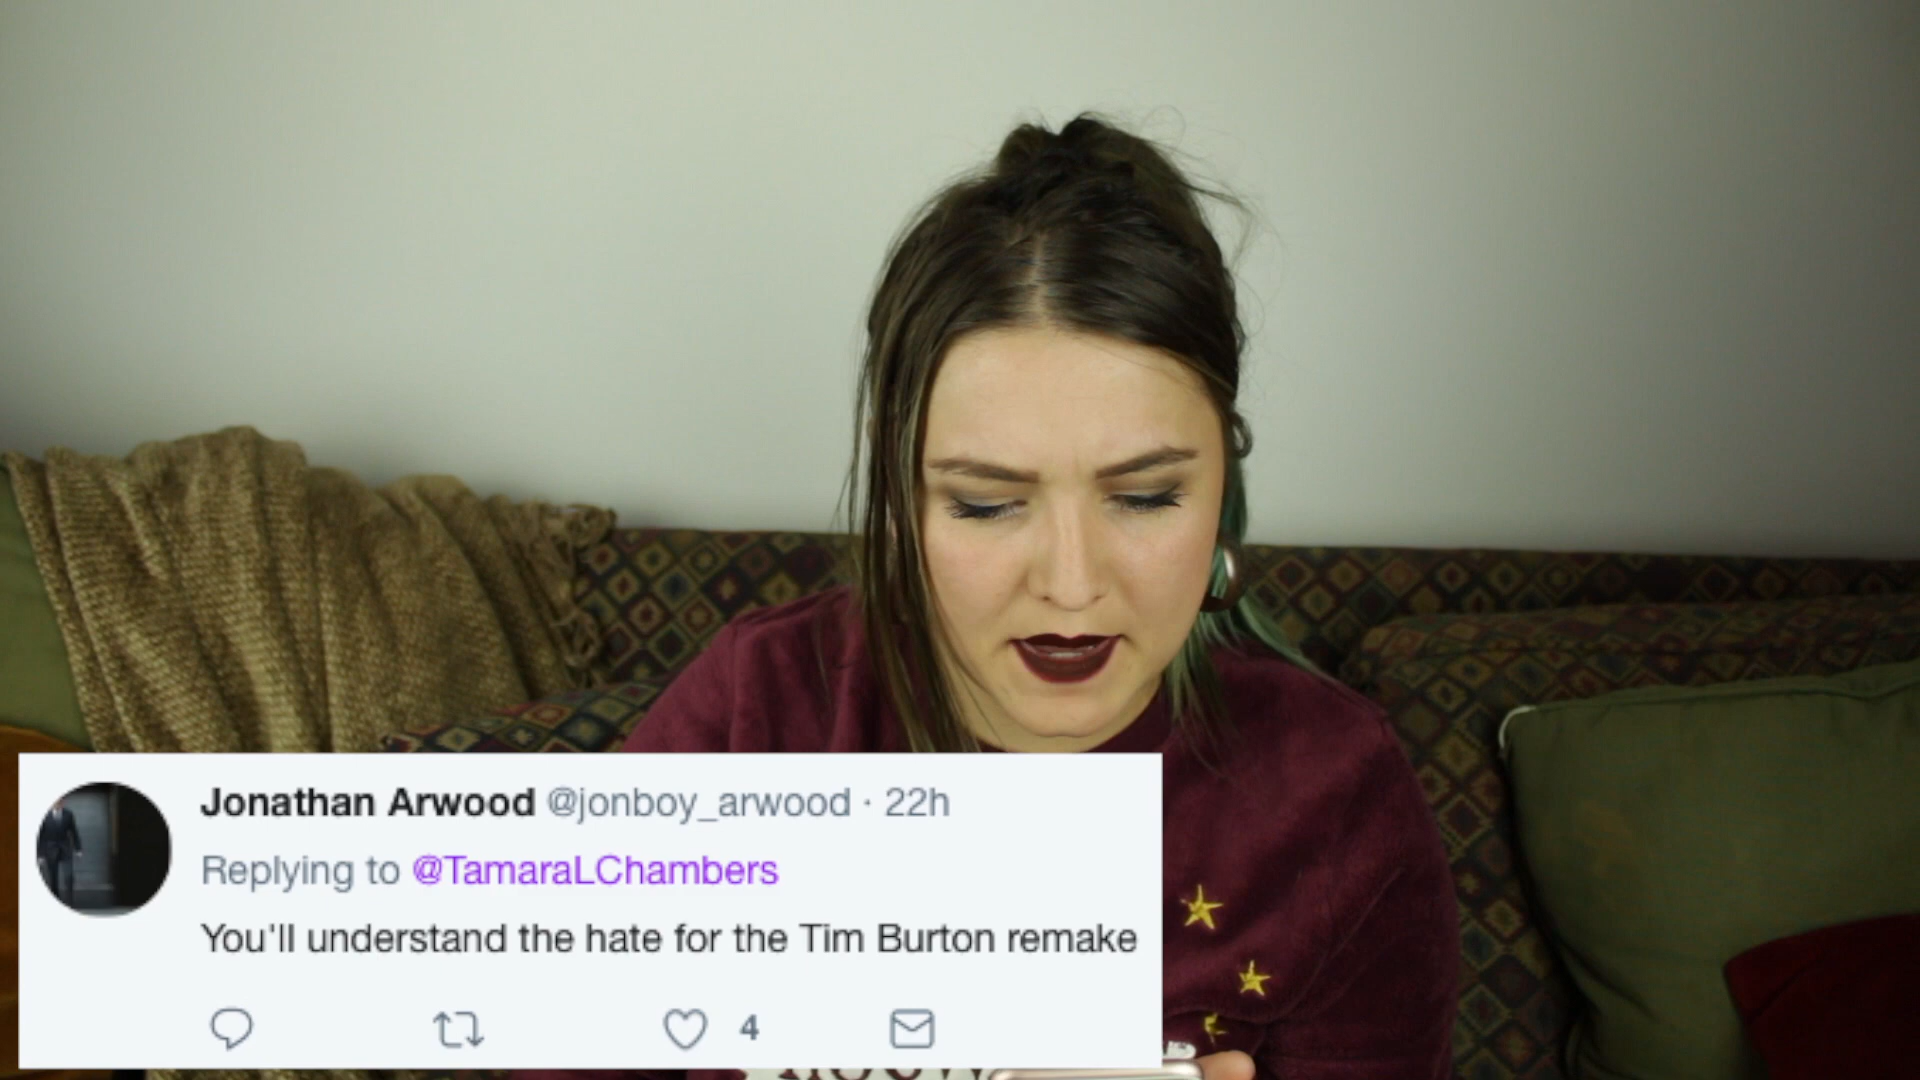 Jonathan Arwood @jonboy_arwood · 22h
Replying to @TamaraLChambers
You'll understand the hate for the Tim Burton remake
4